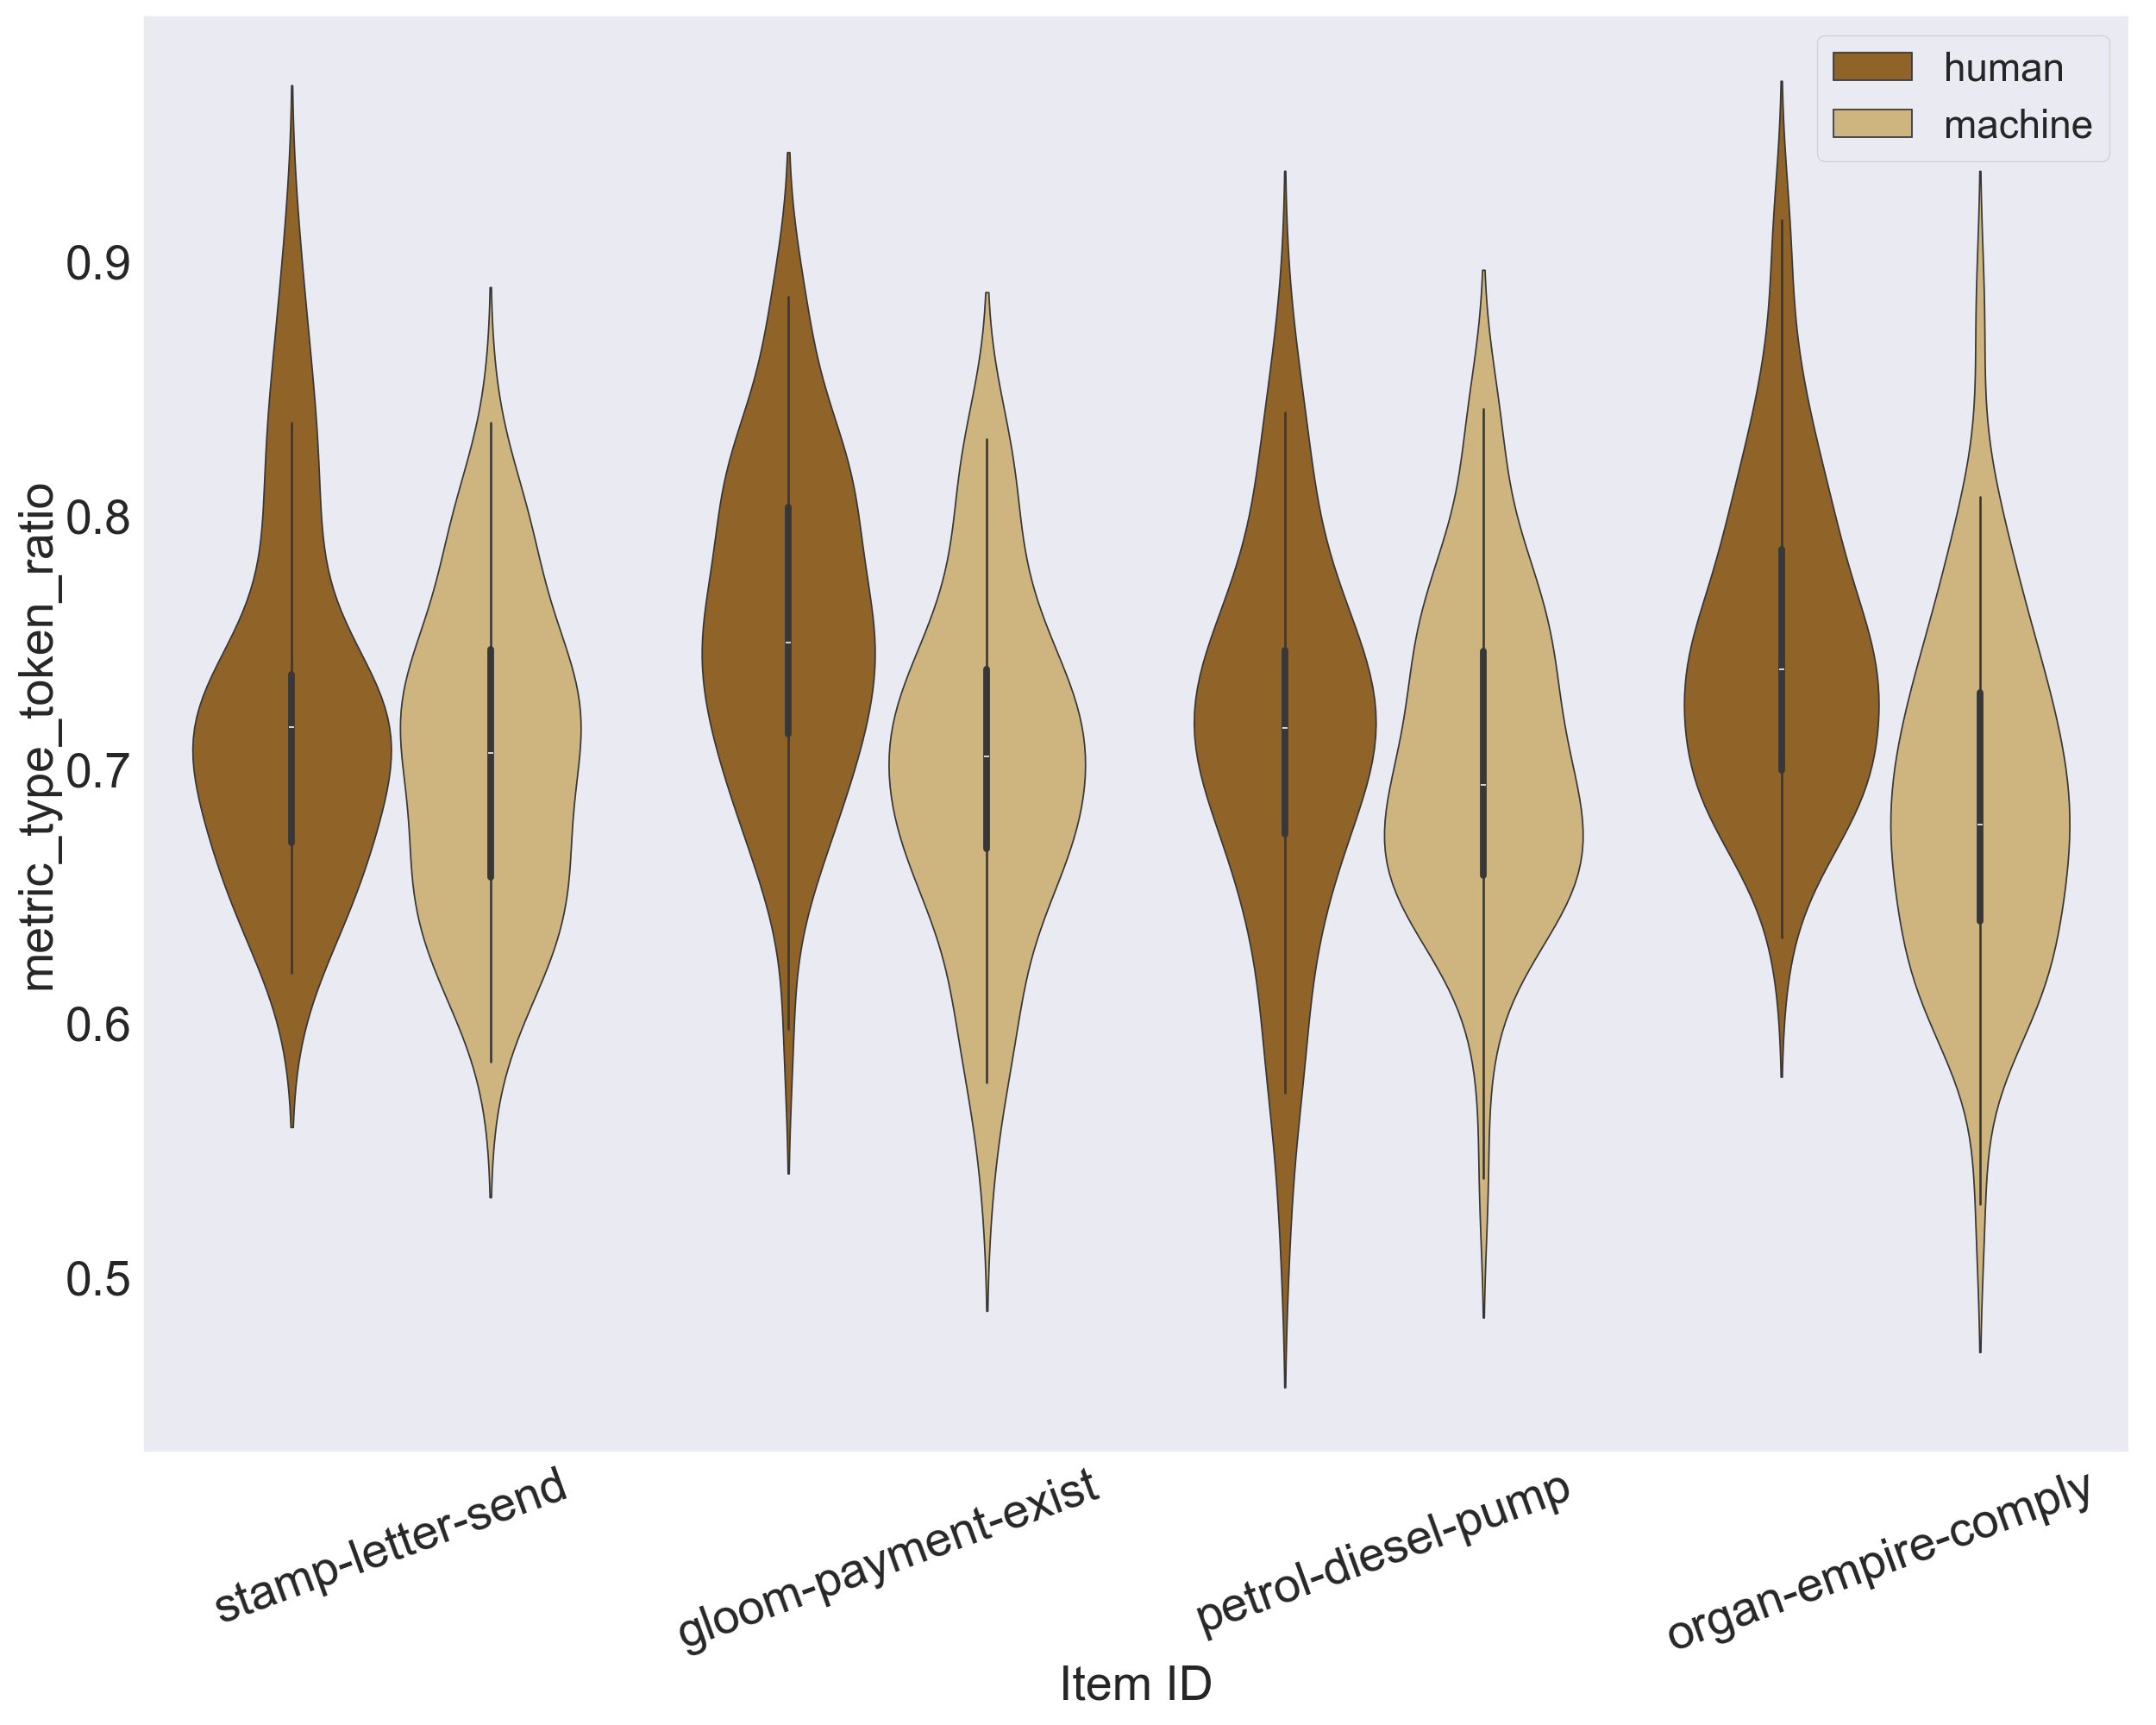 human
machine
metric_type_token_ratio
0.9
0.8
0.7
0.6
0.5
stamp-letter-send
gloom-payment-exist
petrol-diesel-pump
organ-empire-comply
Item ID